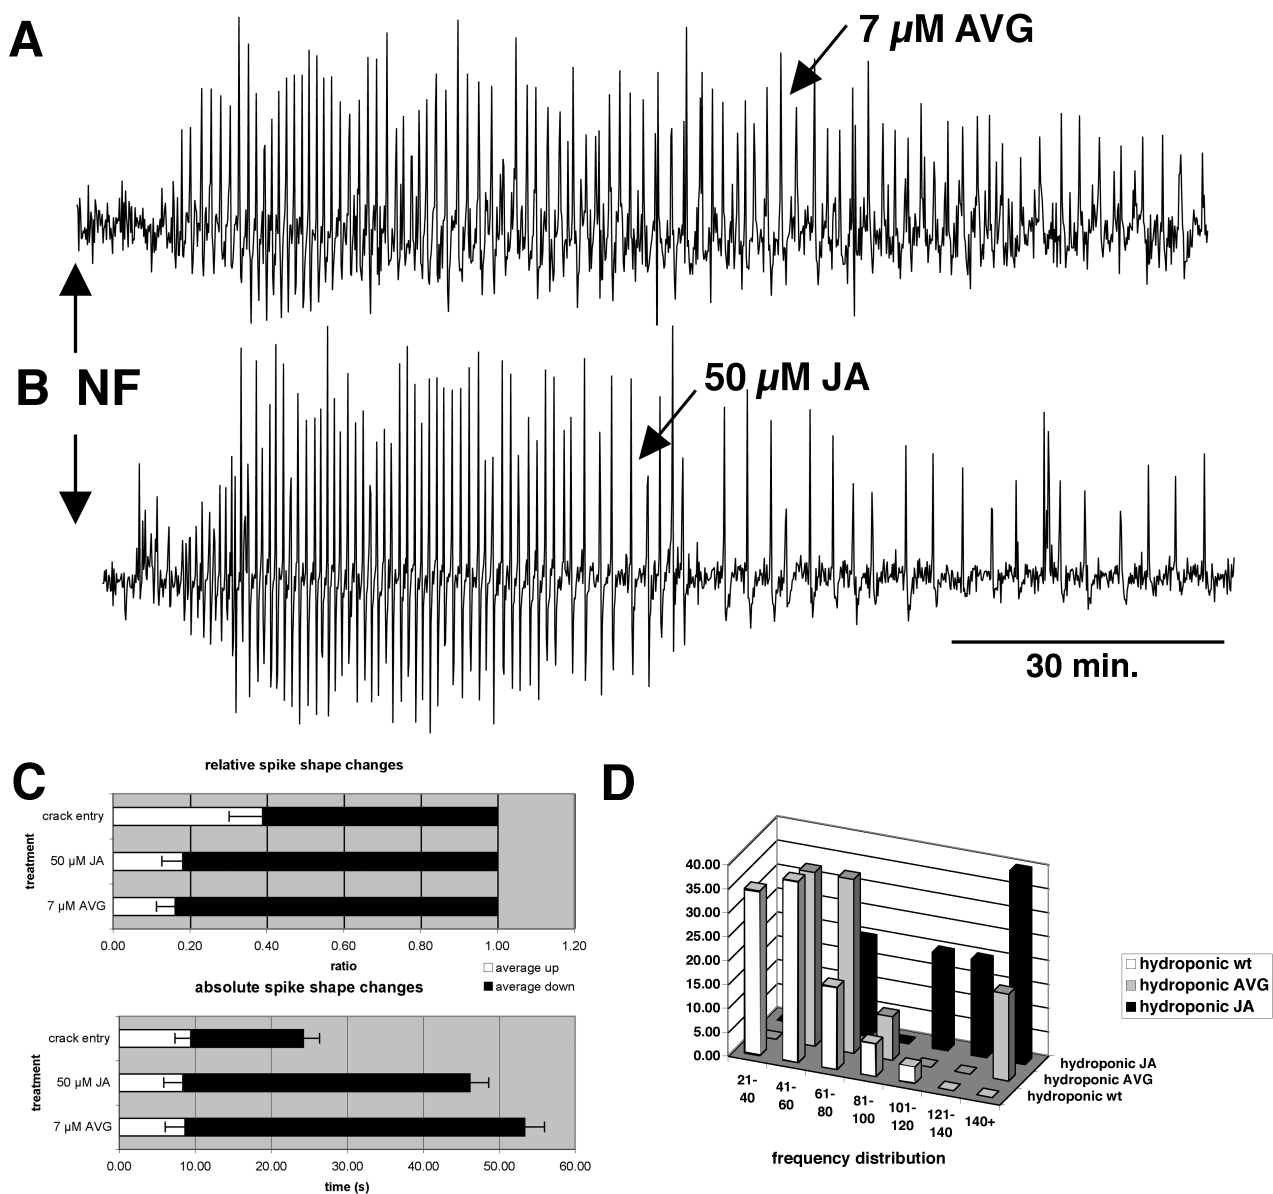 A
7 µM AVG
B NF
50 µM JA
30 min.
C
relative spike shape changes
treatment
crack entry
50 µM JA
7 µM AVG
0.00 0.20 0.40 0.60 0.80 1.00 1.20
ratio
average up
average down
absolute spike shape changes
treatment
crack entry
50 µM JA
7 µM AVG
0.00 10.00 20.00 30.00 40.00 50.00 60.00
time (s)
D
40.00
35.00
30.00
25.00
20.00
15.00
10.00
5.00
0.00
21-
40
41-
60
61-
80
81-
100
101-
120
121-
140
140+
hydroponic JA
hydroponic AVG
hydroponic wt
frequency distribution
hydroponic wt
hydroponic AVG
hydroponic JA